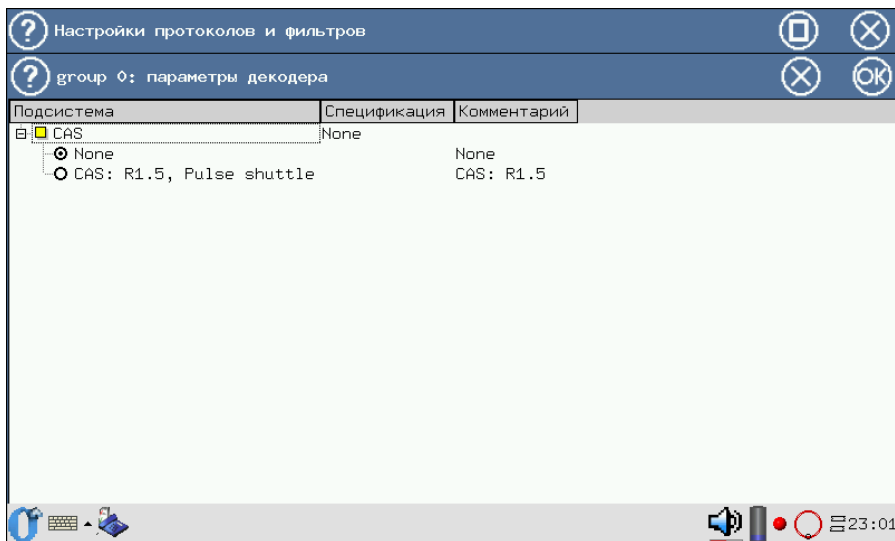 Настройки протоколов и фильтров
group 0: параметры декодера
OK
Подсистема Спецификация Комментарий
CAS None
None None
CAS: R1.5, Pulse shuttle CAS: R1.5
23:01